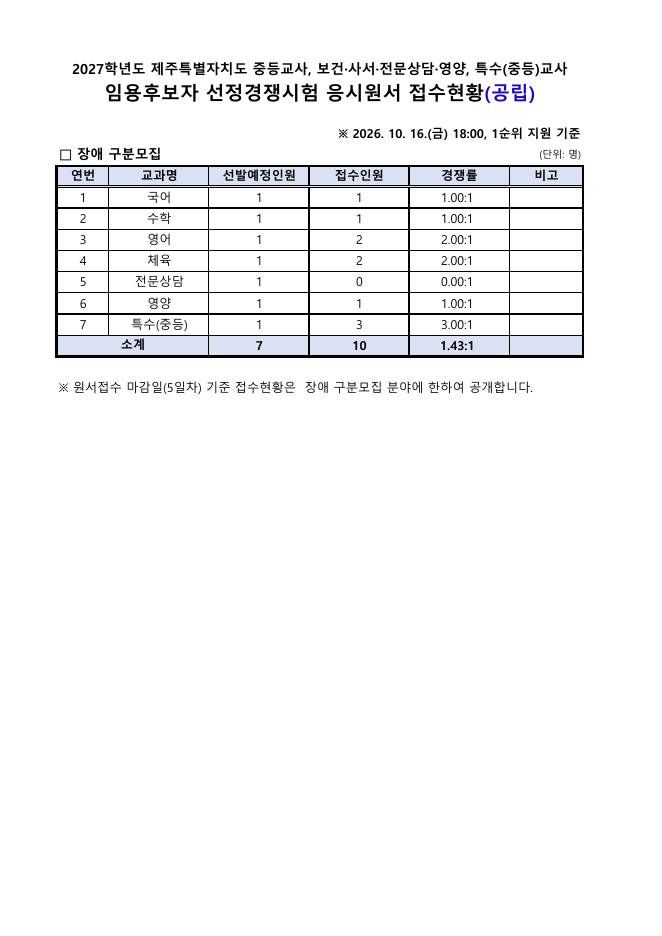 2027학년도 제주특별자치도 중등교사, 보건·사서·전문상담·영양, 특수(중등)교사
임용후보자 선정경쟁시험 응시원서 접수현황(공립)
※ 2026. 10. 16.(금) 18:00, 1순위 지원 기준
□ 장애 구분모집 (단위: 명)
연번 교과명 선발예정인원 접수인원 경쟁률 비고
1 국어 1 1 1.00:1
2 수학 1 1 1.00:1
3 영어 1 2 2.00:1
4 체육 1 2 2.00:1
5 전문상담 1 0 0.00:1
6 영양 1 1 1.00:1
7 특수(중등) 1 3 3.00:1
소계 7 10 1.43:1
※ 원서접수 마감일(5일차) 기준 접수현황은 장애 구분모집 분야에 한하여 공개합니다.